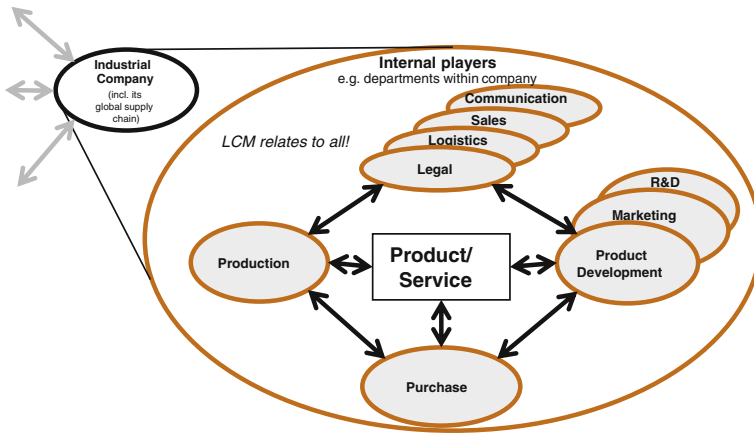 Industrial
Company
(incl. its
global supply
chain)
Internal players
e.g. departments within company
LCM relates to all!
Communication
Sales
Logistics
Legal
R&D
Marketing
Product
Development
Production
Product/
Service
Purchase